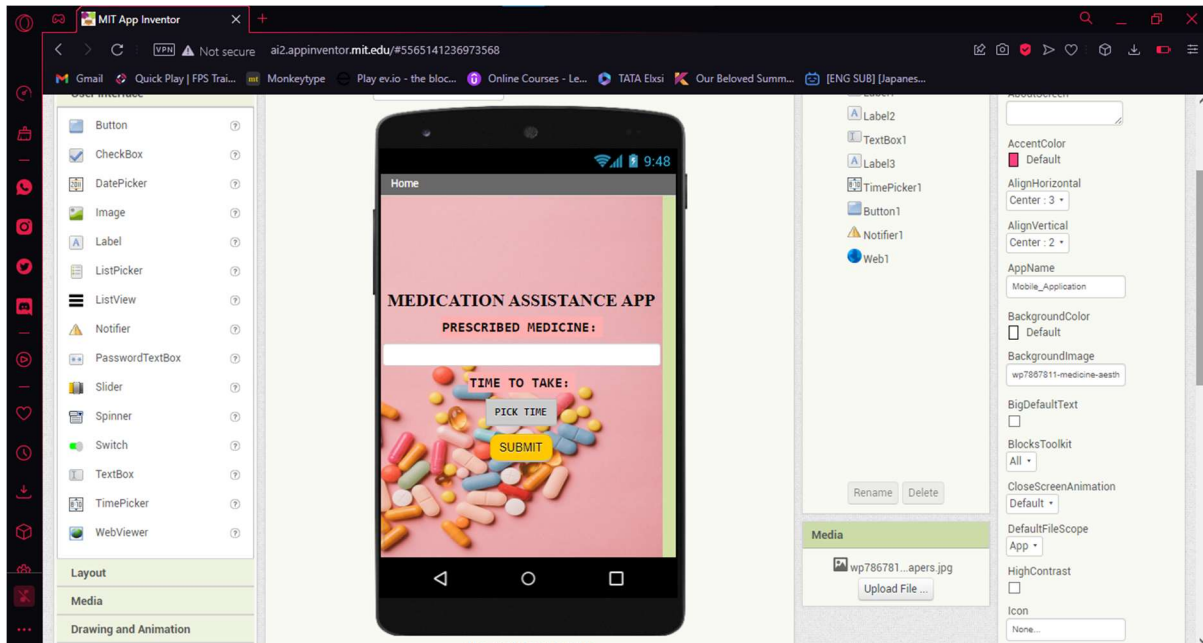 MIT App Inventor
VPN
Not secure
ai2.appinventor.mit.edu/#5565141236973568
Gmail
Quick Play | FPS Trai...
mt
Monkeytype
Play ev.io - the bloc...
Online Courses - Le...
TATA Elxsi
Our Beloved Summ...
[ENG SUB] [Japanes...
User Interface
Button
CheckBox
DatePicker
Image
Label
ListPicker
ListView
Notifier
PasswordTextBox
Slider
Spinner
Switch
TextBox
TimePicker
WebViewer
Layout
Media
Drawing and Animation
9:48
Home
MEDICATION ASSISTANCE APP
PRESCRIBED MEDICINE:
TIME TO TAKE:
PICK TIME
SUBMIT
Label2
TextBox1
Label3
TimePicker1
Button1
Notifier1
Web1
Rename Delete
Media
wp786781...apers.jpg
Upload File ...
AboutScreen
AccentColor
Default
AlignHorizontal
Center : 3
AlignVertical
Center : 2
AppName
Mobile_Application
BackgroundColor
Default
BackgroundImage
wp7867811-medicine-aesth
BigDefaultText
BlocksToolkit
All
CloseScreenAnimation
Default
DefaultFileScope
App
HighContrast
Icon
None...